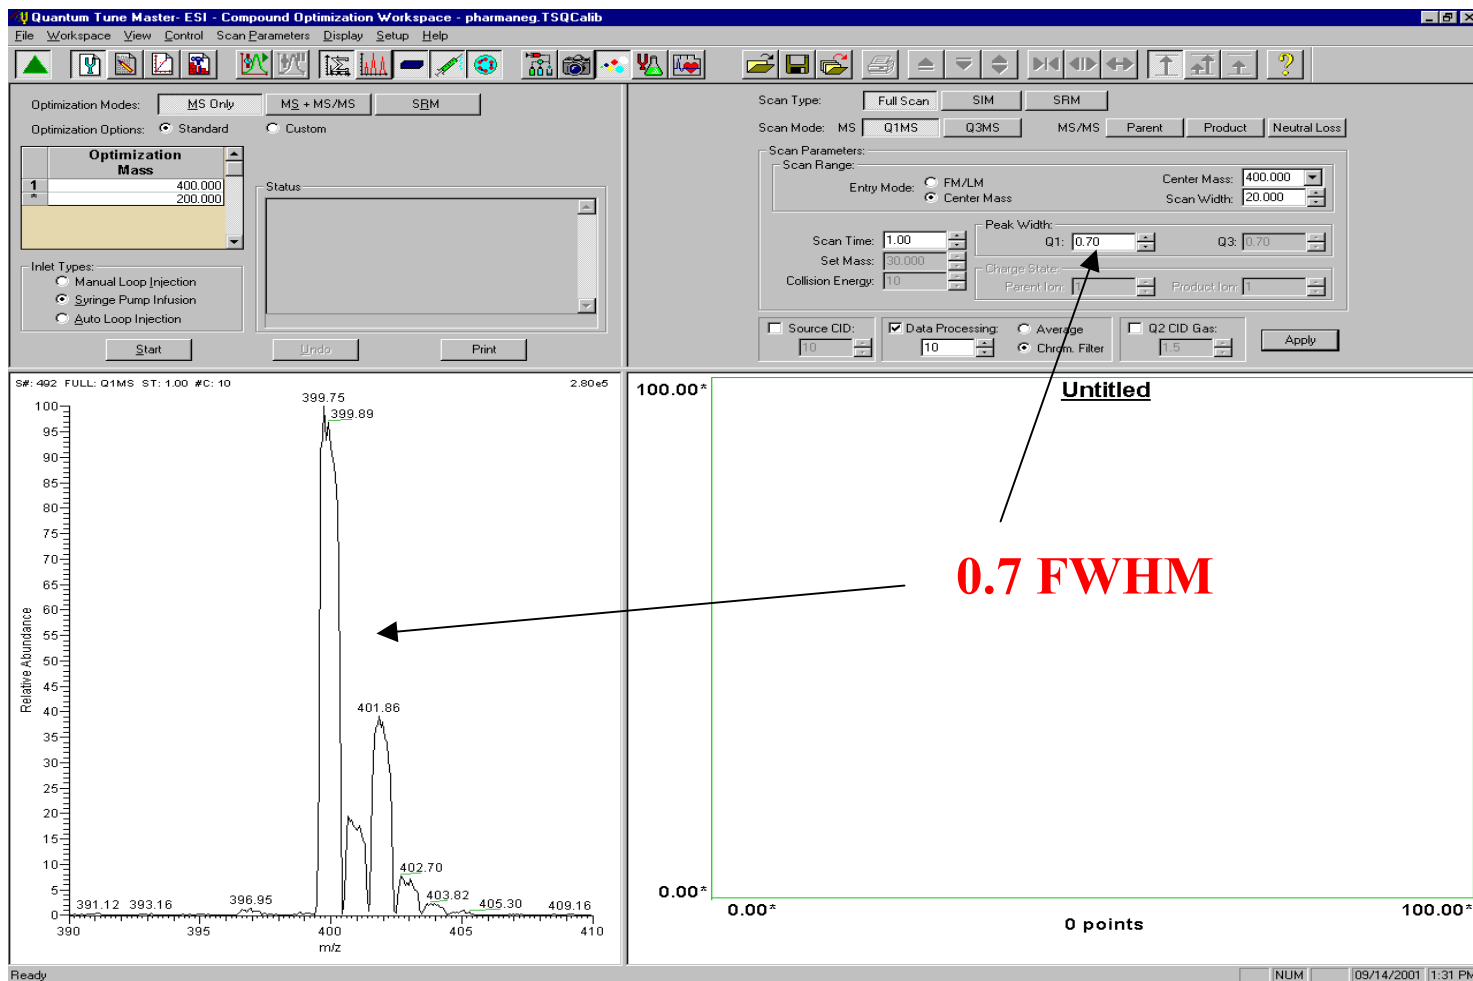 Quantum Tune Master- ESI - Compound Optimization Workspace - pharmaneg.TSQCalib
File Workspace View Control Scan Parameters Display Setup Help
Optimization Modes: MS Only MS + MS/MS SRM
Optimization Options: Standard Custom
Optimization
Mass
1 400.000
* 200.000
Status
Inlet Types:
Manual Loop Injection
Syringe Pump Infusion
Auto Loop Injection
Start Undo Print
Scan Type: Full Scan SIM SRM
Scan Mode: MS Q1MS Q3MS MS/MS Parent Product Neutral Loss
Scan Parameters:
Scan Range:
Entry Mode: FM/LM
Center Mass
Center Mass: 400.000
Scan Width: 20.000
Scan Time: 1.00
Set Mass: 30.000
Collision Energy: 10
Peak Width:
Q1: 0.70 Q3: 0.70
Charge State:
Parent Ion: 1 Product Ion: 1
Source CID:
10
Data Processing:
10
Average
Chrom. Filter
Q2 CID Gas:
1.5
Apply
S#: 492 FULL: Q1MS ST: 1.00 #C: 10 2.80e5
399.75
399.89
401.86
402.70
403.82
405.30
409.16
391.12 393.16 396.95
100
95
90
85
80
75
70
65
60
55
50
45
40
35
30
25
20
15
10
5
0
Relative Abundance
390 395 400 405 410
m/z
100.00*
Untitled
0.7 FWHM
0.00*
0.00* 100.00*
0 points
Ready NUM 09/14/2001 1:31 PM